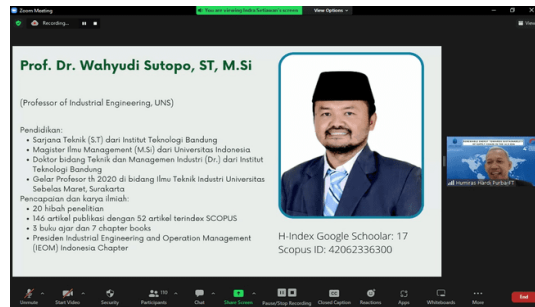 Zoom Meeting
You are viewing Indra Setiawan's screen
View Options
Recording...
View
Prof. Dr. Wahyudi Sutopo, ST, M.Si
(Professor of Industrial Engineering, UNS)
Pendidikan:
• Sarjana Teknik (S.T) dari Institut Teknologi Bandung
• Magister Ilmu Management (M.Si) dari Universitas Indonesia
• Doktor bidang Teknik dan Managemen Industri (Dr.) dari Institut
Teknologi Bandung
• Gelar Profesor th 2020 di bidang Ilmu Teknik Industri Universitas
Sebelas Maret, Surakarta
Pencapaian dan karya ilmiah:
• 20 hibah penelitian
• 146 artikel publikasi dengan 52 artikel terindex SCOPUS
• 3 buku ajar dan 7 chapter books
• Presiden Industrial Engineering and Operation Management
(IEOM) Indonesia Chapter
H-Index Google Schoolar: 17
Scopus ID: 42062336300
Humiras Hardi Purba/FT
Unmute
Start Video
Security
Participants
110
Chat
Share Screen
Pause/Stop Recording
Closed Caption
Reactions
Apps
Whiteboards
More
End